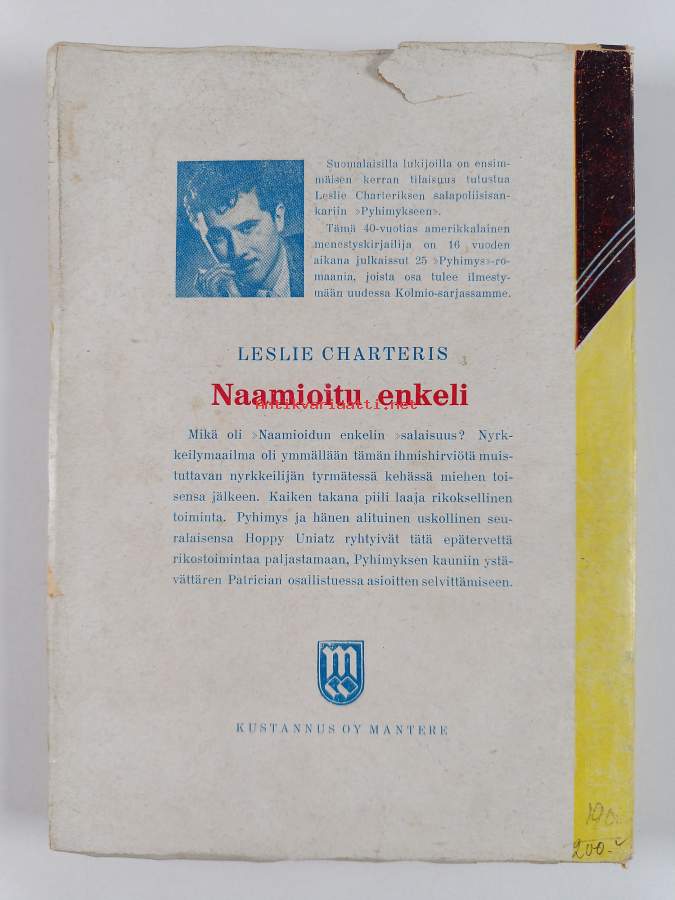 Suomalaisilla lukijoilla on ensim-
mäisen kerran tilaisuus tutustua
Leslie Charteriksen salapoliisisan-
kariin »Pyhimykseen».
Tämä 40-vuotias amerikkalainen
menestyskirjailija on 16 vuoden
aikana julkaissut 25 »Pyhimys»-ro-
maania, joista osa tulee ilmesty-
mään uudessa Kolmio-sarjassamme.
LESLIE CHARTERIS
Naamioitu enkeli
Antikvariaatti.net
Mikä oli »Naamioidun enkelin »salaisuus? Nyrk-
keilymaailma oli ymmällään tämän ihmishirviötä muis-
tuttavan nyrkkeilijän tyrmätessä kehässä miehen toi-
sensa jälkeen. Kaiken takana piili laaja rikoksellinen
toiminta. Pyhimys ja hänen alituinen uskollinen seu-
ralaisensa Hoppy Uniatz ryhtyivät tätä epätervettä
rikostoimintaa paljastamaan, Pyhimyksen kauniin ystä-
vättären Patrician osallistuessa asioitten selvittämiseen.
m
KUSTANNUS OY MANTERE
200.-